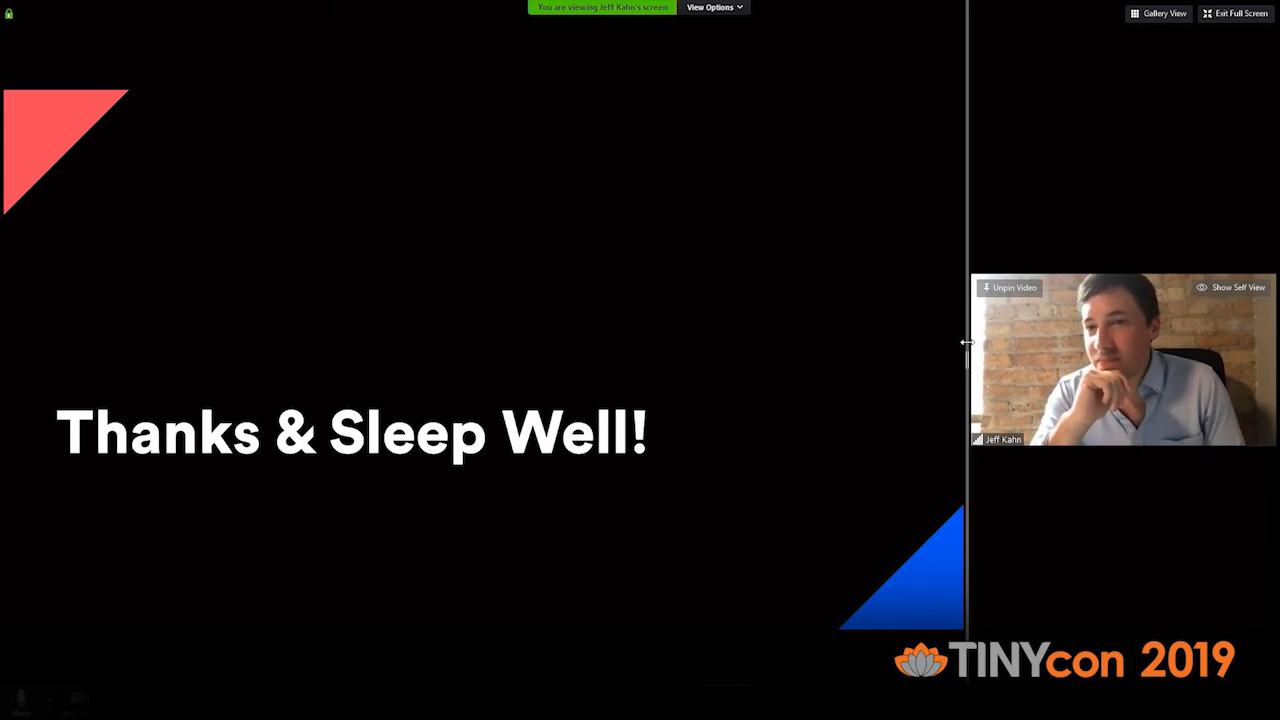 You are viewing Jeff Kahn's screen
View Options
Gallery View
Exit Full Screen
Unpin Video
Show Self View
Thanks & Sleep Well!
Jeff Kahn
TINYcon 2019